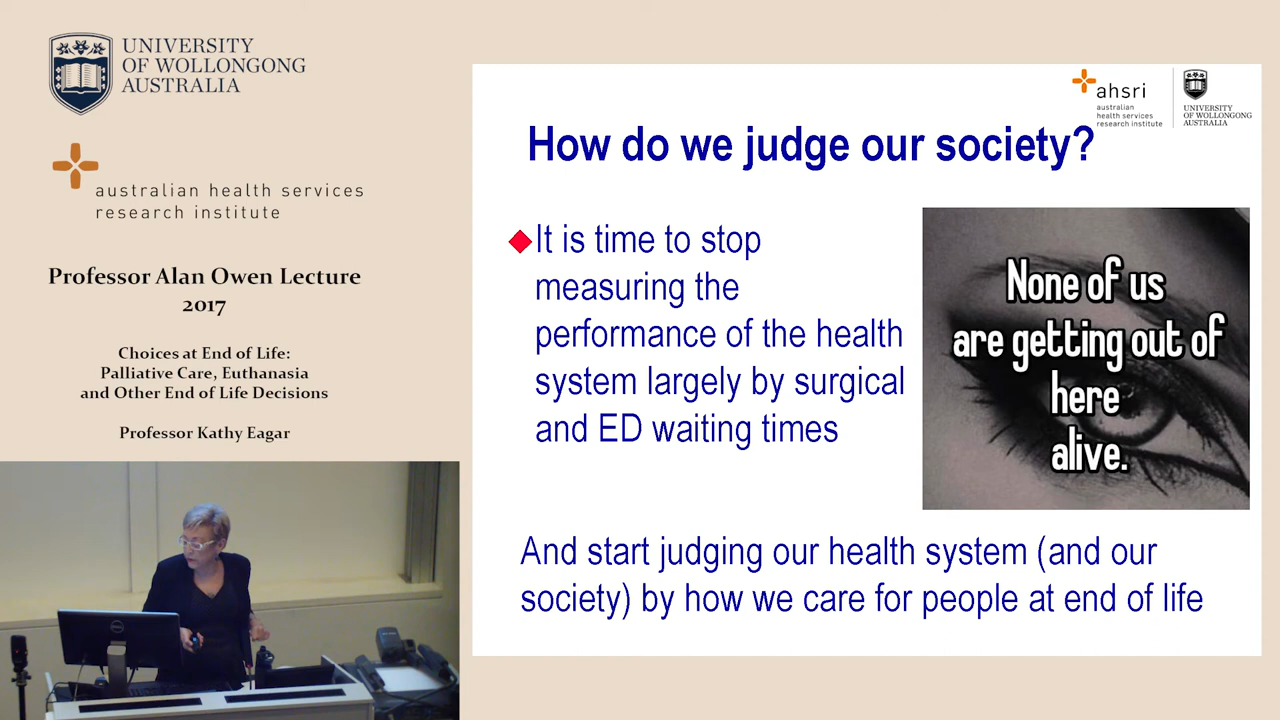 UNIVERSITY
OF WOLLONGONG
AUSTRALIA
australian health services
research institute
Professor Alan Owen Lecture
2017
Choices at End of Life:
Palliative Care, Euthanasia
and Other End of Life Decisions
Professor Kathy Eagar
DELL
ahsri
australian
health services
research institute
UNIVERSITY
OF WOLLONGONG
AUSTRALIA
How do we judge our society?
It is time to stop
measuring the
performance of the health
system largely by surgical
and ED waiting times
None of us
are getting out of
here
alive.
And start judging our health system (and our
society) by how we care for people at end of life